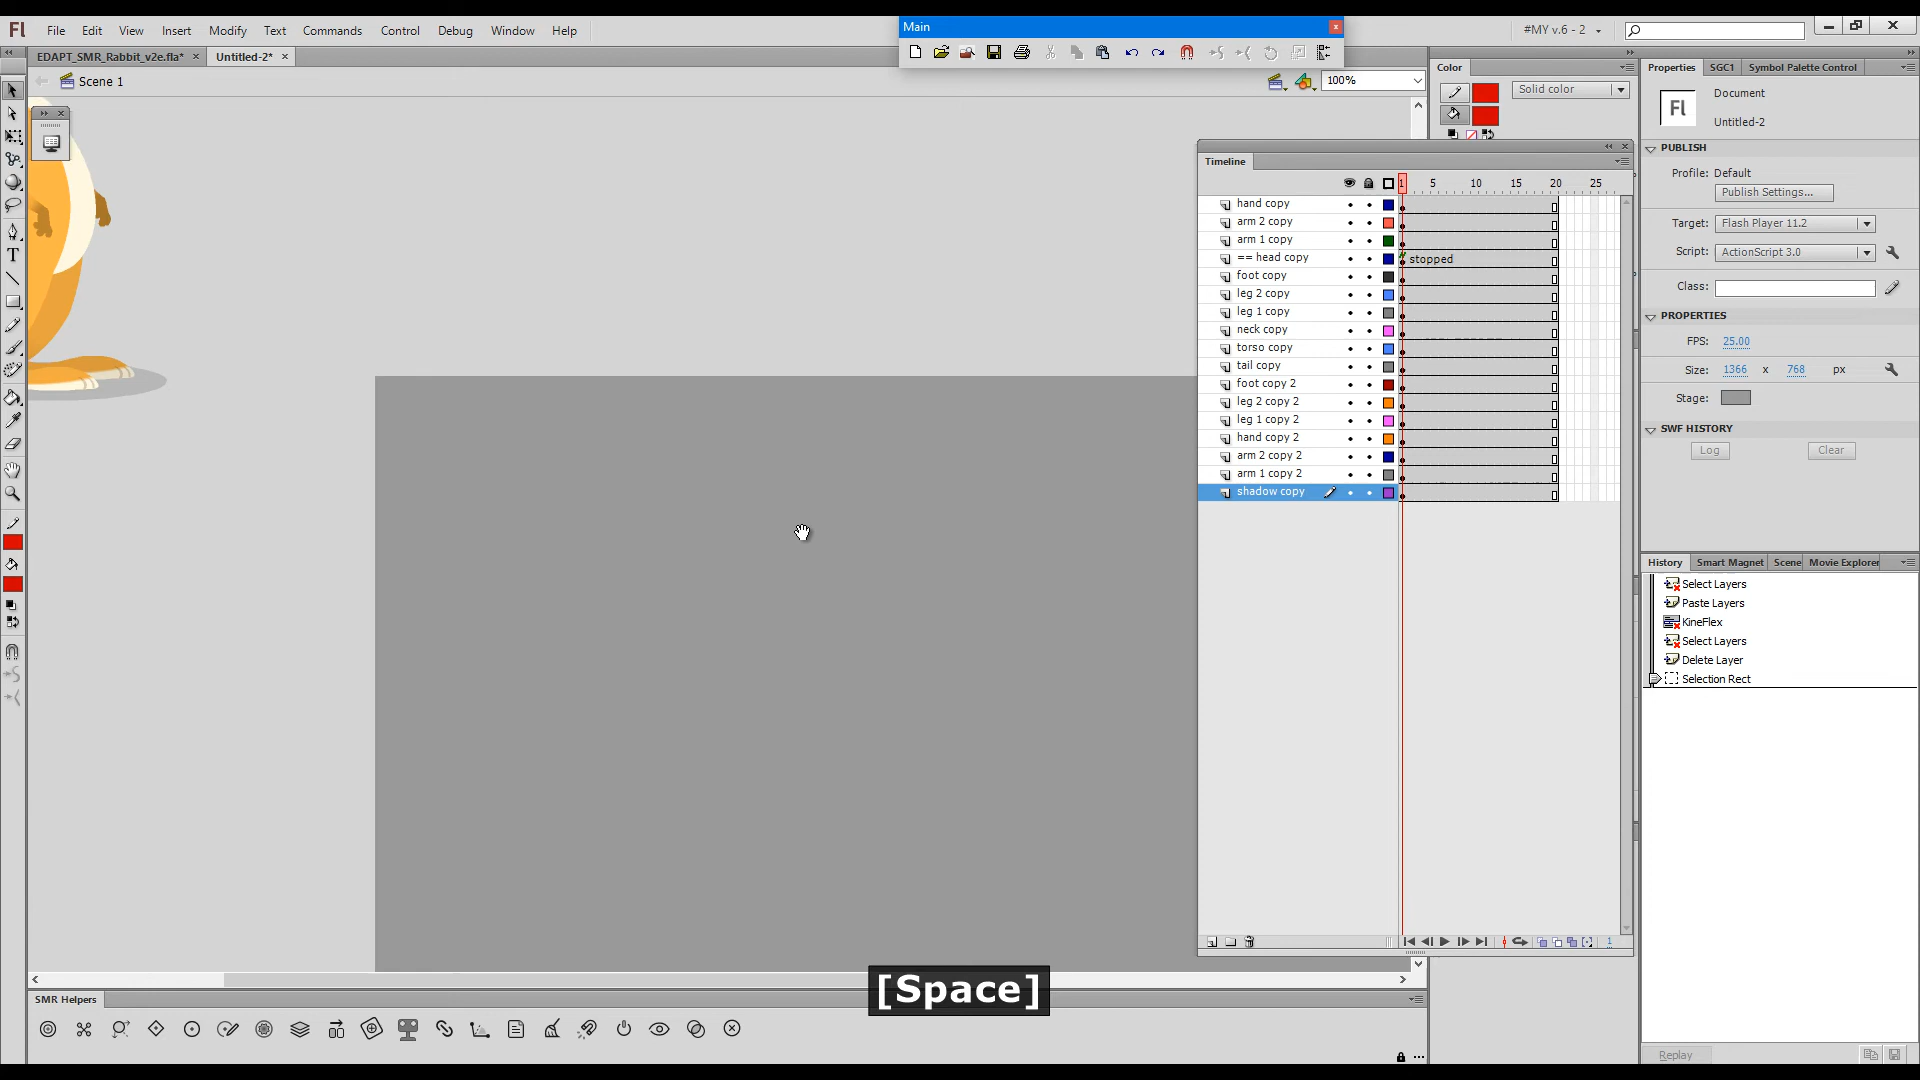 Main
Fl File Edit View Insert Modify Text Commands Control Debug Window Help
#MY v.6 - 2
EDAPT_SMR_Rabbit_v2e.fla* × Untitled-2* ×
Scene 1
100%
Color
Solid color
Properties SGC1 Symbol Palette Control
Fl
Document
Untitled-2
PUBLISH
Profile: Default
Publish Settings...
Target: Flash Player 11.2
Script: ActionScript 3.0
Class:
PROPERTIES
FPS: 25.00
Size: 1366 x 768 px
Stage:
SWF HISTORY
Log Clear
Timeline
1 5 10 15 20 25
hand copy
arm 2 copy
arm 1 copy
== head copy
stopped
foot copy
leg 2 copy
leg 1 copy
neck copy
torso copy
tail copy
foot copy 2
leg 2 copy 2
leg 1 copy 2
hand copy 2
arm 2 copy 2
arm 1 copy 2
shadow copy
1
History Smart Magnet Scene Movie Explorer
Select Layers
Paste Layers
KineFlex
Select Layers
Delete Layer
Selection Rect
Replay
[Space]
SMR Helpers